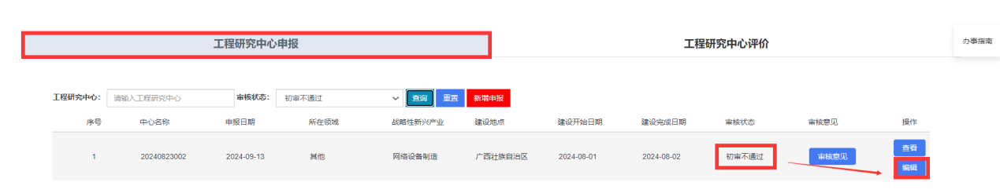 工程研究中心申报 工程研究中心评价 办事指南
工程研究中心： 请输入工程研究中心 审核状态： 初审不通过 查询 重置 新增申报
序号 中心名称 申报日期 所在领域 战略性新兴产业 建设地点 建设开始日期 建设完成日期 审核状态 审核意见 操作
1 20240823002 2024-09-13 其他 网络设备制造 广西壮族自治区 2024-08-01 2024-08-02 初审不通过 审核意见 查看
编辑